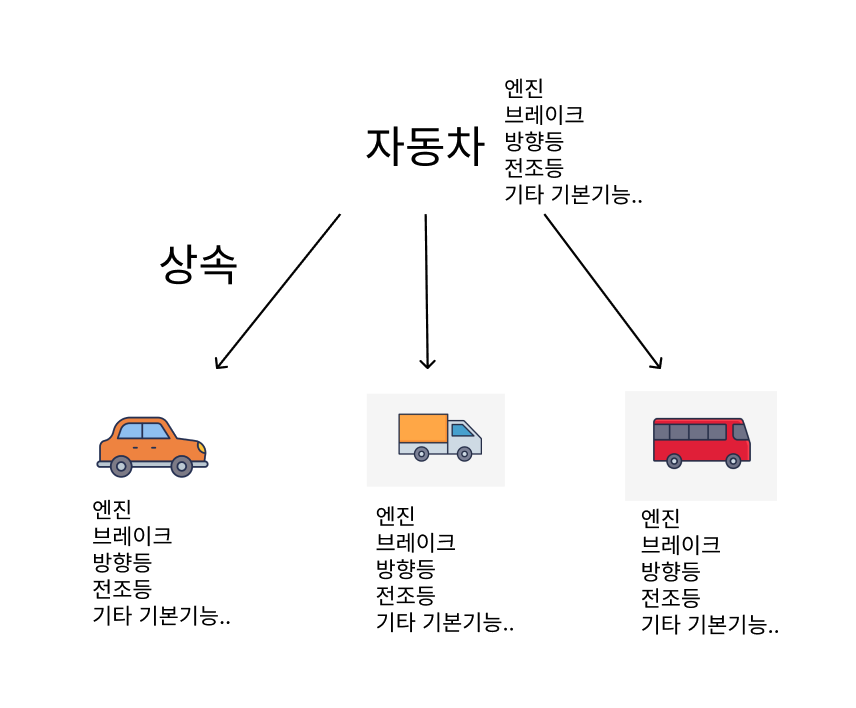 자동차
엔진
브레이크
방향등
전조등
기타 기본기능..
상속
엔진
브레이크
방향등
전조등
기타 기본기능..
엔진
브레이크
방향등
전조등
기타 기본기능..
엔진
브레이크
방향등
전조등
기타 기본기능..